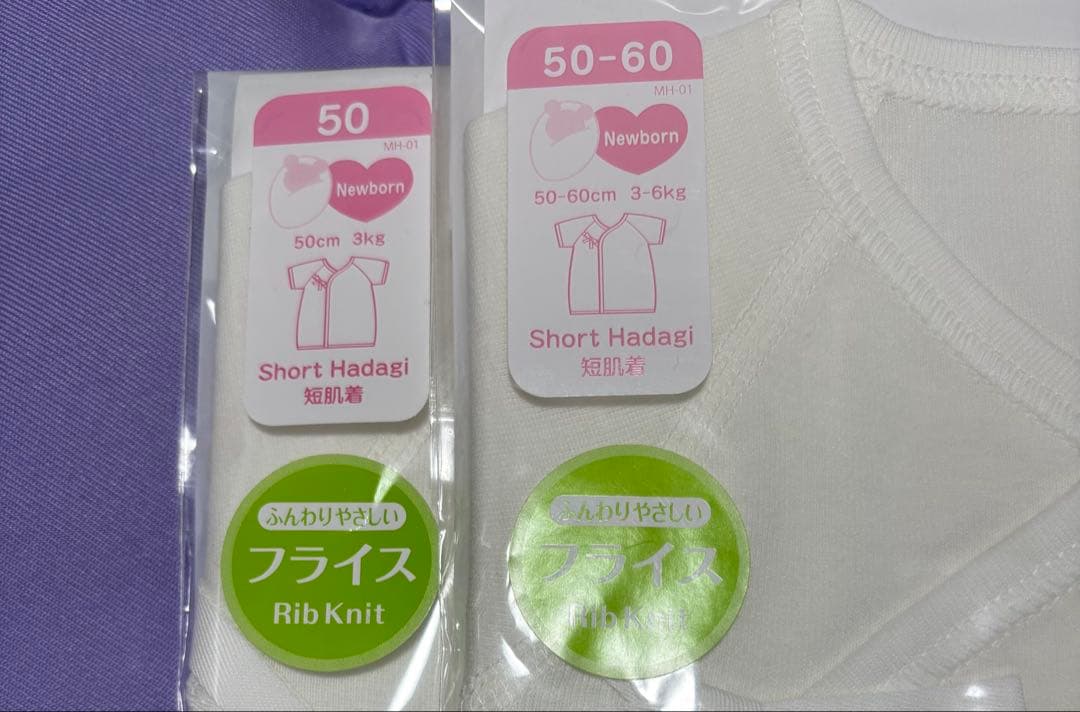 50
MH-01
Newborn
50cm 3kg
Short Hadagi
短肌着
ふんわりやさしい
フライス
Rib Knit
50-60
MH-01
Newborn
50-60cm 3-6kg
Short Hadagi
短肌着
ふんわりやさしい
フライス
Rib Knit